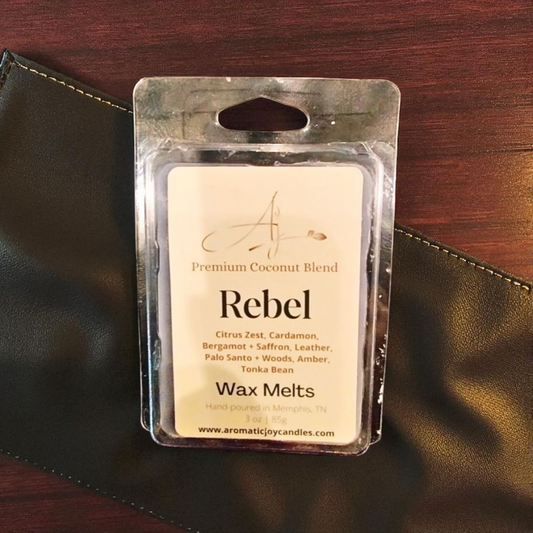 Premium Coconut Blend
Rebel
Citrus Zest, Cardamon,
Bergamot + Saffron, Leather,
Palo Santo + Woods, Amber,
Tonka Bean
Wax Melts
Hand-poured in Memphis, TN
3 oz | 85g
www.aromaticjoycandles.com